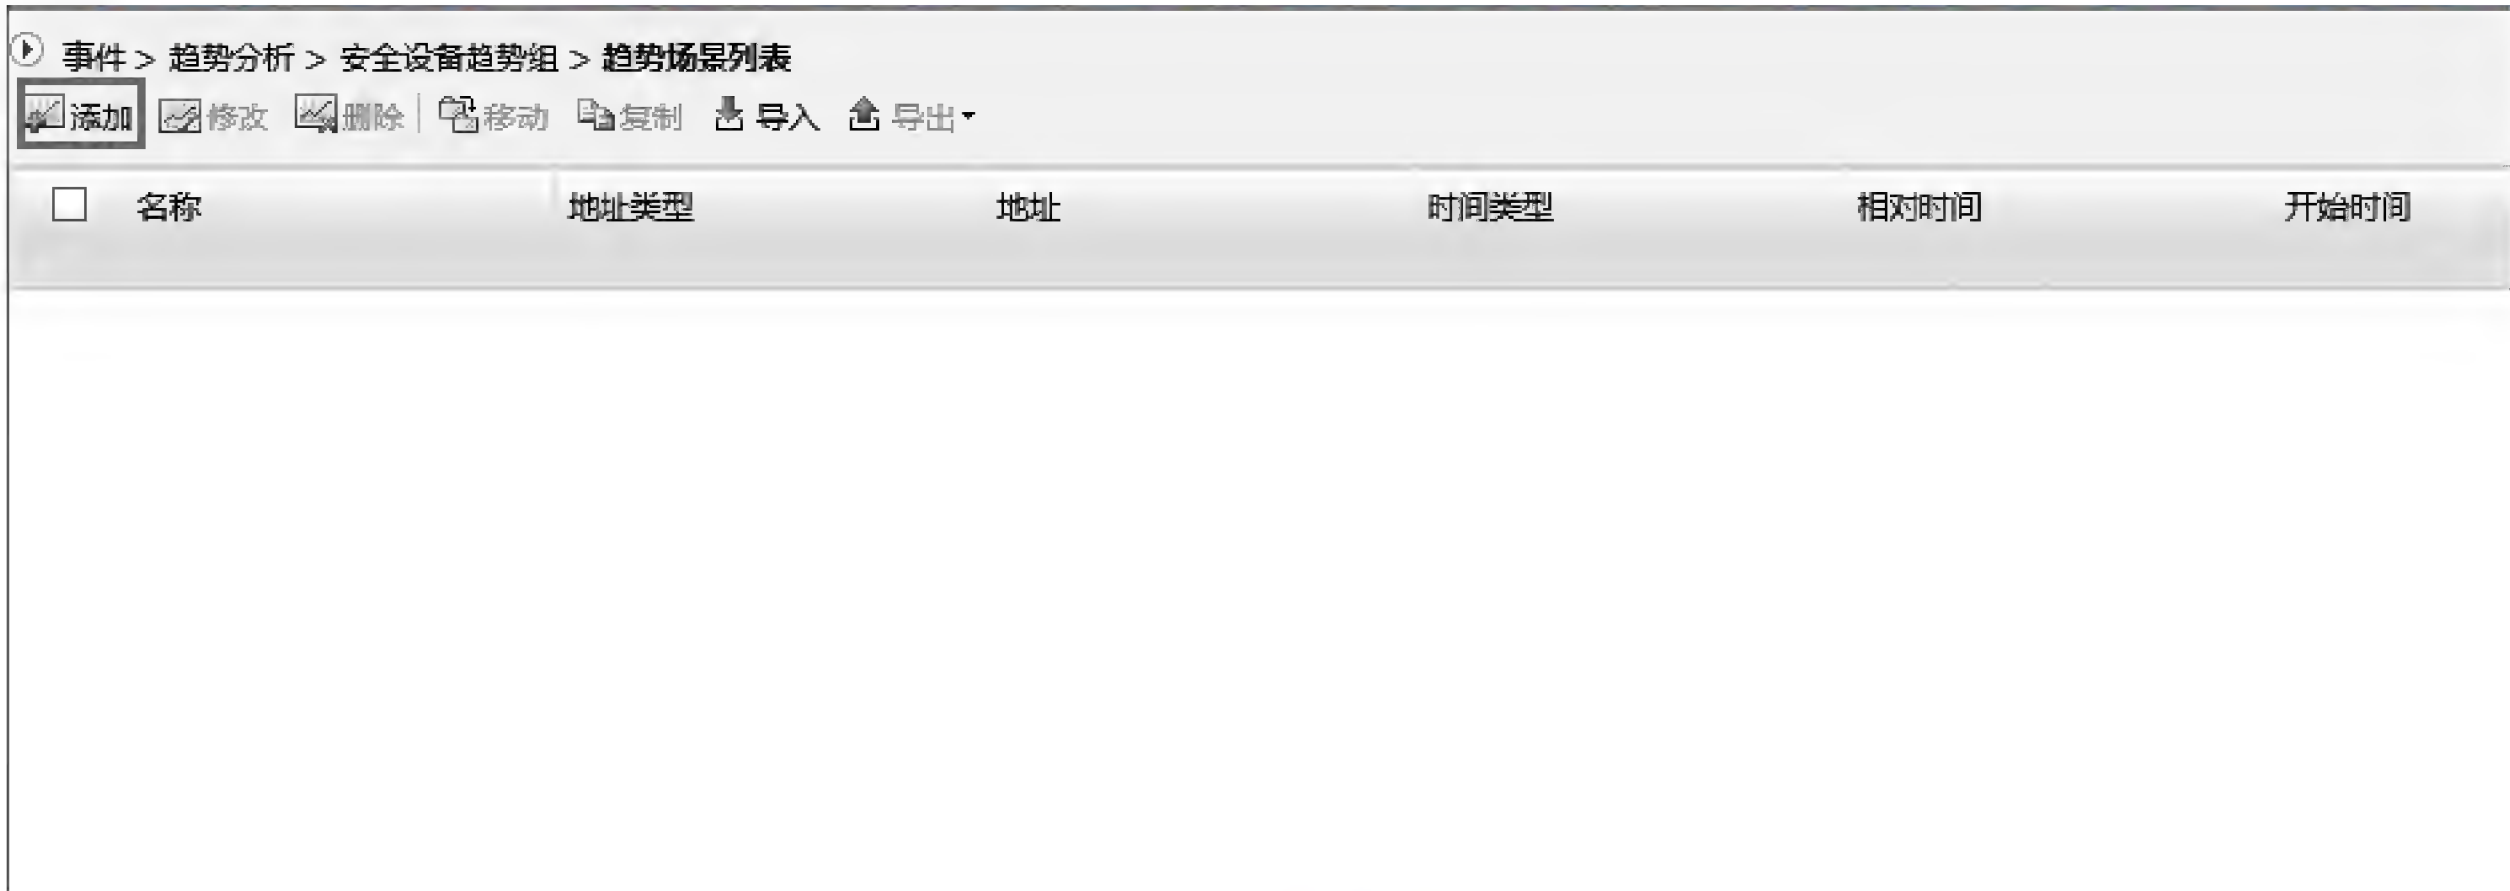 事件 > 趋势分析 > 安全设备趋势组 > 趋势场景列表
添加 修改 删除 移动 复制 导入 导出
名称 地址类型 地址 时间类型 相对时间 开始时间